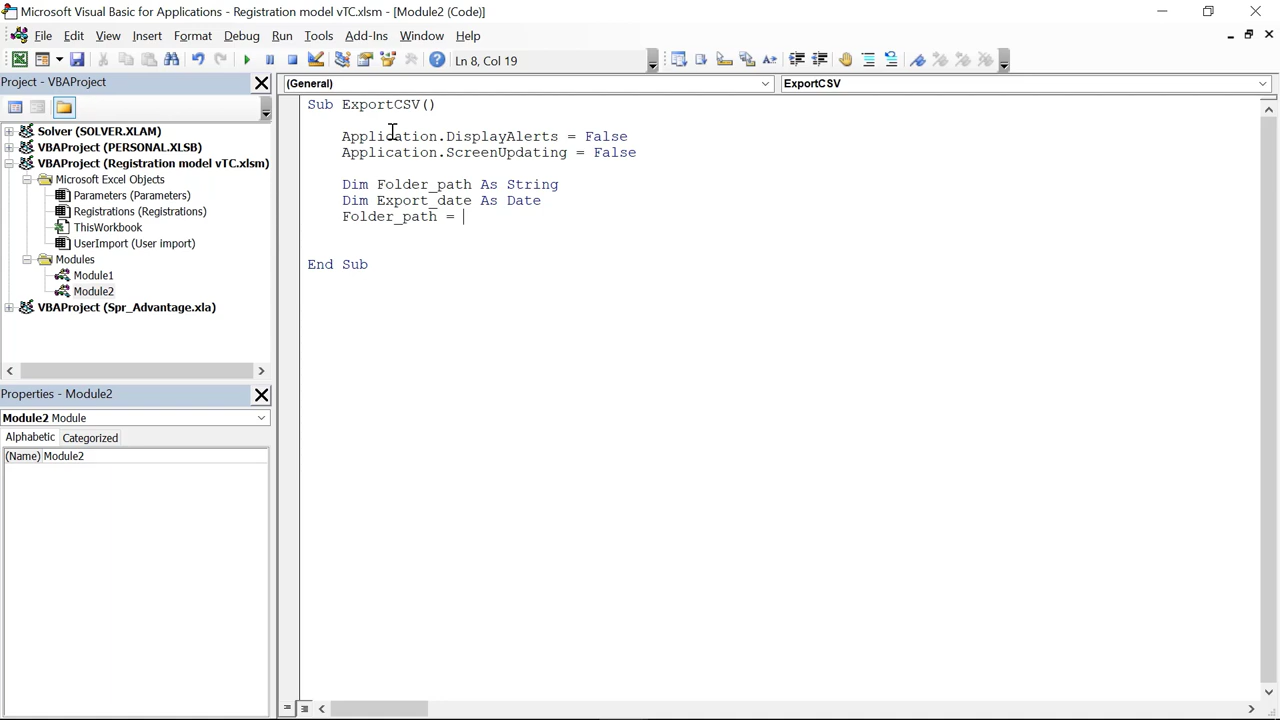 Microsoft Visual Basic for Applications - Registration model vTC.xlsm - [Module2 (Code)]
File Edit View Insert Format Debug Run Tools Add-Ins Window Help
Ln 8, Col 19
Project - VBAProject
(General) ExportCSV
Solver (SOLVER.XLAM)
VBAProject (PERSONAL.XLSB)
VBAProject (Registration model vTC.xlsm)
Microsoft Excel Objects
Parameters (Parameters)
Registrations (Registrations)
ThisWorkbook
UserImport (User import)
Modules
Module1
Module2
VBAProject (Spr_Advantage.xla)
Properties - Module2
Module2 Module
Alphabetic Categorized
(Name) Module2
Sub ExportCSV()
Application.DisplayAlerts = False
Application.ScreenUpdating = False
Dim Folder_path As String
Dim Export_date As Date
Folder_path =
End Sub